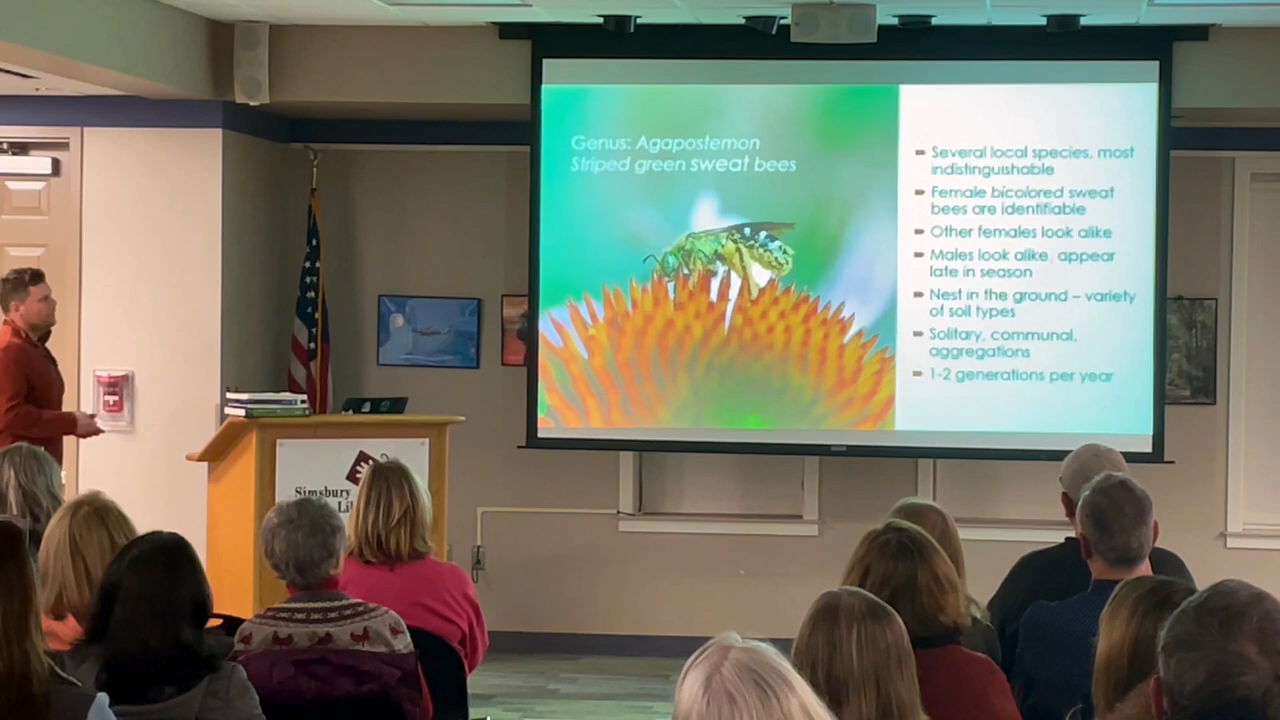 Genus: Agapostemon
Striped green sweat bees
Several local species, most
indistinguishable
Female bicolored sweat
bees are identifiable
Other females look alike
Males look alike, appear
late in season
Nest in the ground – variety
of soil types
Solitary, communal,
aggregations
1-2 generations per year
Simsbury